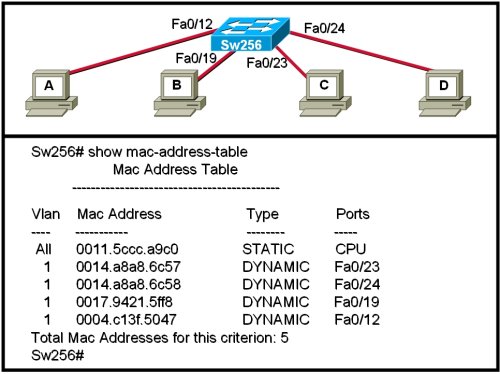 Fa0/12
Fa0/24
Sw256
Fa0/19
Fa0/23
A
B
C
D
Sw256# show mac-address-table
Mac Address Table
-------------------------------------------
Vlan Mac Address Type Ports
---- ----------- -------- -----
All 0011.5ccc.a9c0 STATIC CPU
1 0014.a8a8.6c57 DYNAMIC Fa0/23
1 0014.a8a8.6c58 DYNAMIC Fa0/24
1 0017.9421.5ff8 DYNAMIC Fa0/19
1 0004.c13f.5047 DYNAMIC Fa0/12
Total Mac Addresses for this criterion: 5
Sw256#